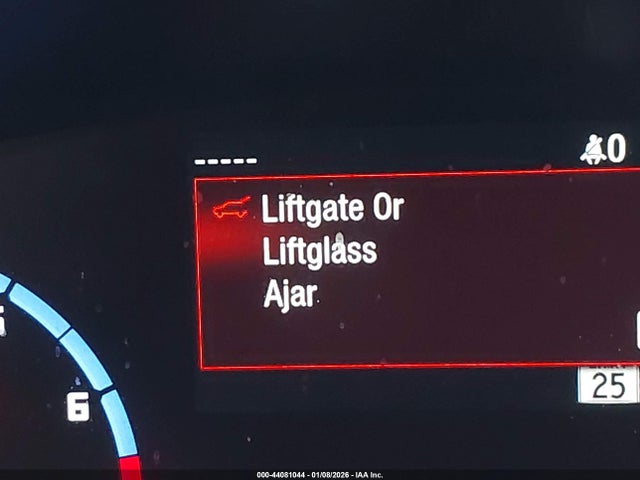 -----
0
Liftgate Or
Liftglass
Ajar
6
25
000-44081044 - 01/08/2026 - IAA Inc.